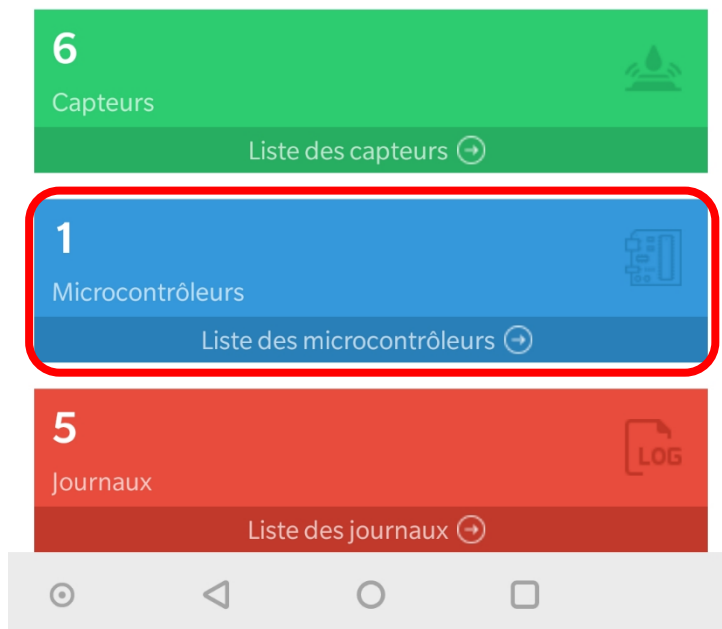 6
Capteurs
Liste des capteurs
1
Microcontrôleurs
Liste des microcontrôleurs
5
LOG
Journaux
Liste des journaux